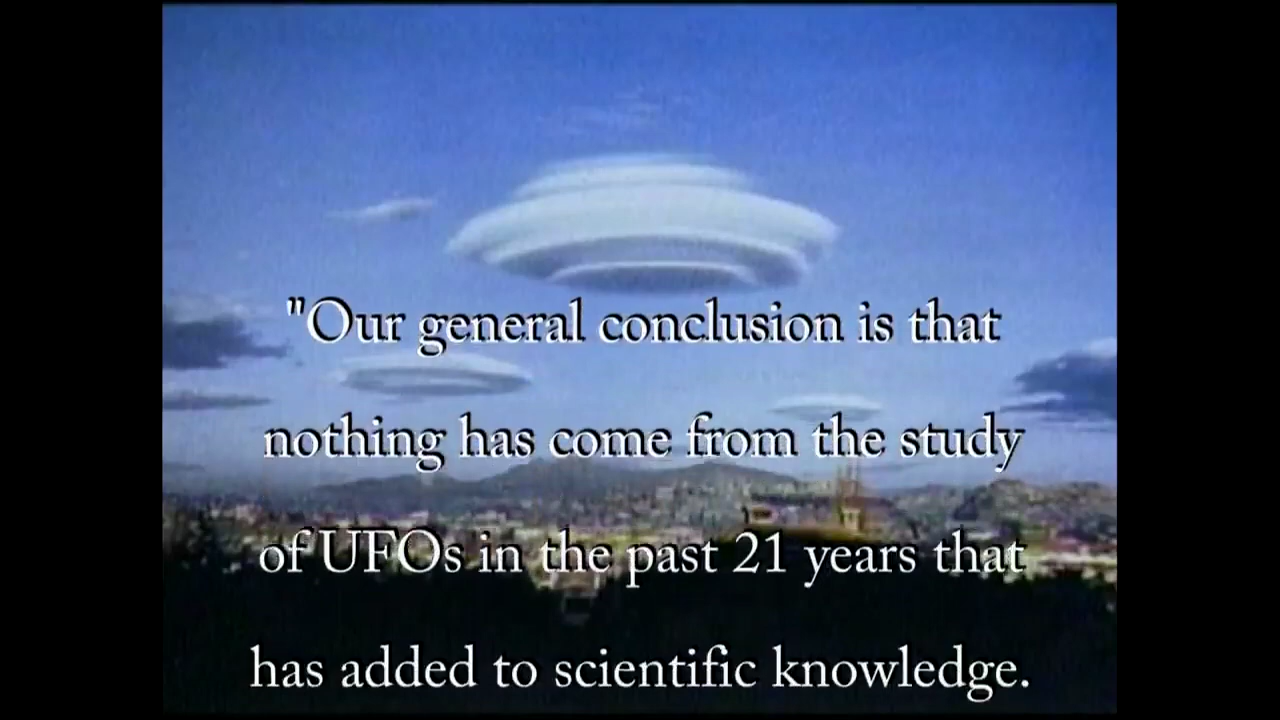 "Our general conclusion is that
nothing has come from the study
of UFOs in the past 21 years that
has added to scientific knowledge.